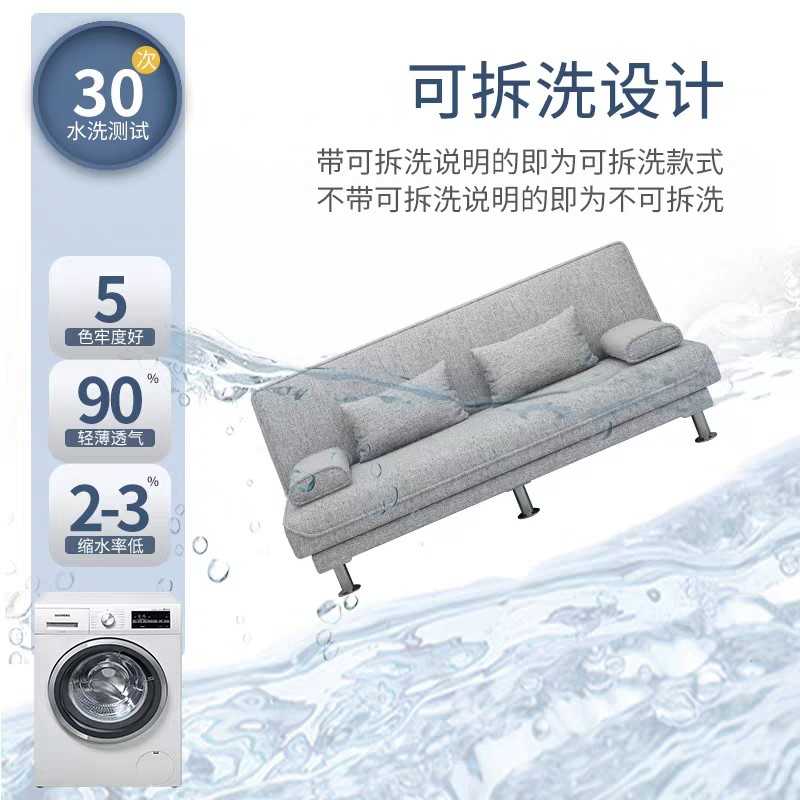 次
30
水洗测试
可拆洗设计
带可拆洗说明的即为可拆洗款式
不带可拆洗说明的即为不可拆洗
5
色牢度好
90%
轻薄透气
2-3%
缩水率低